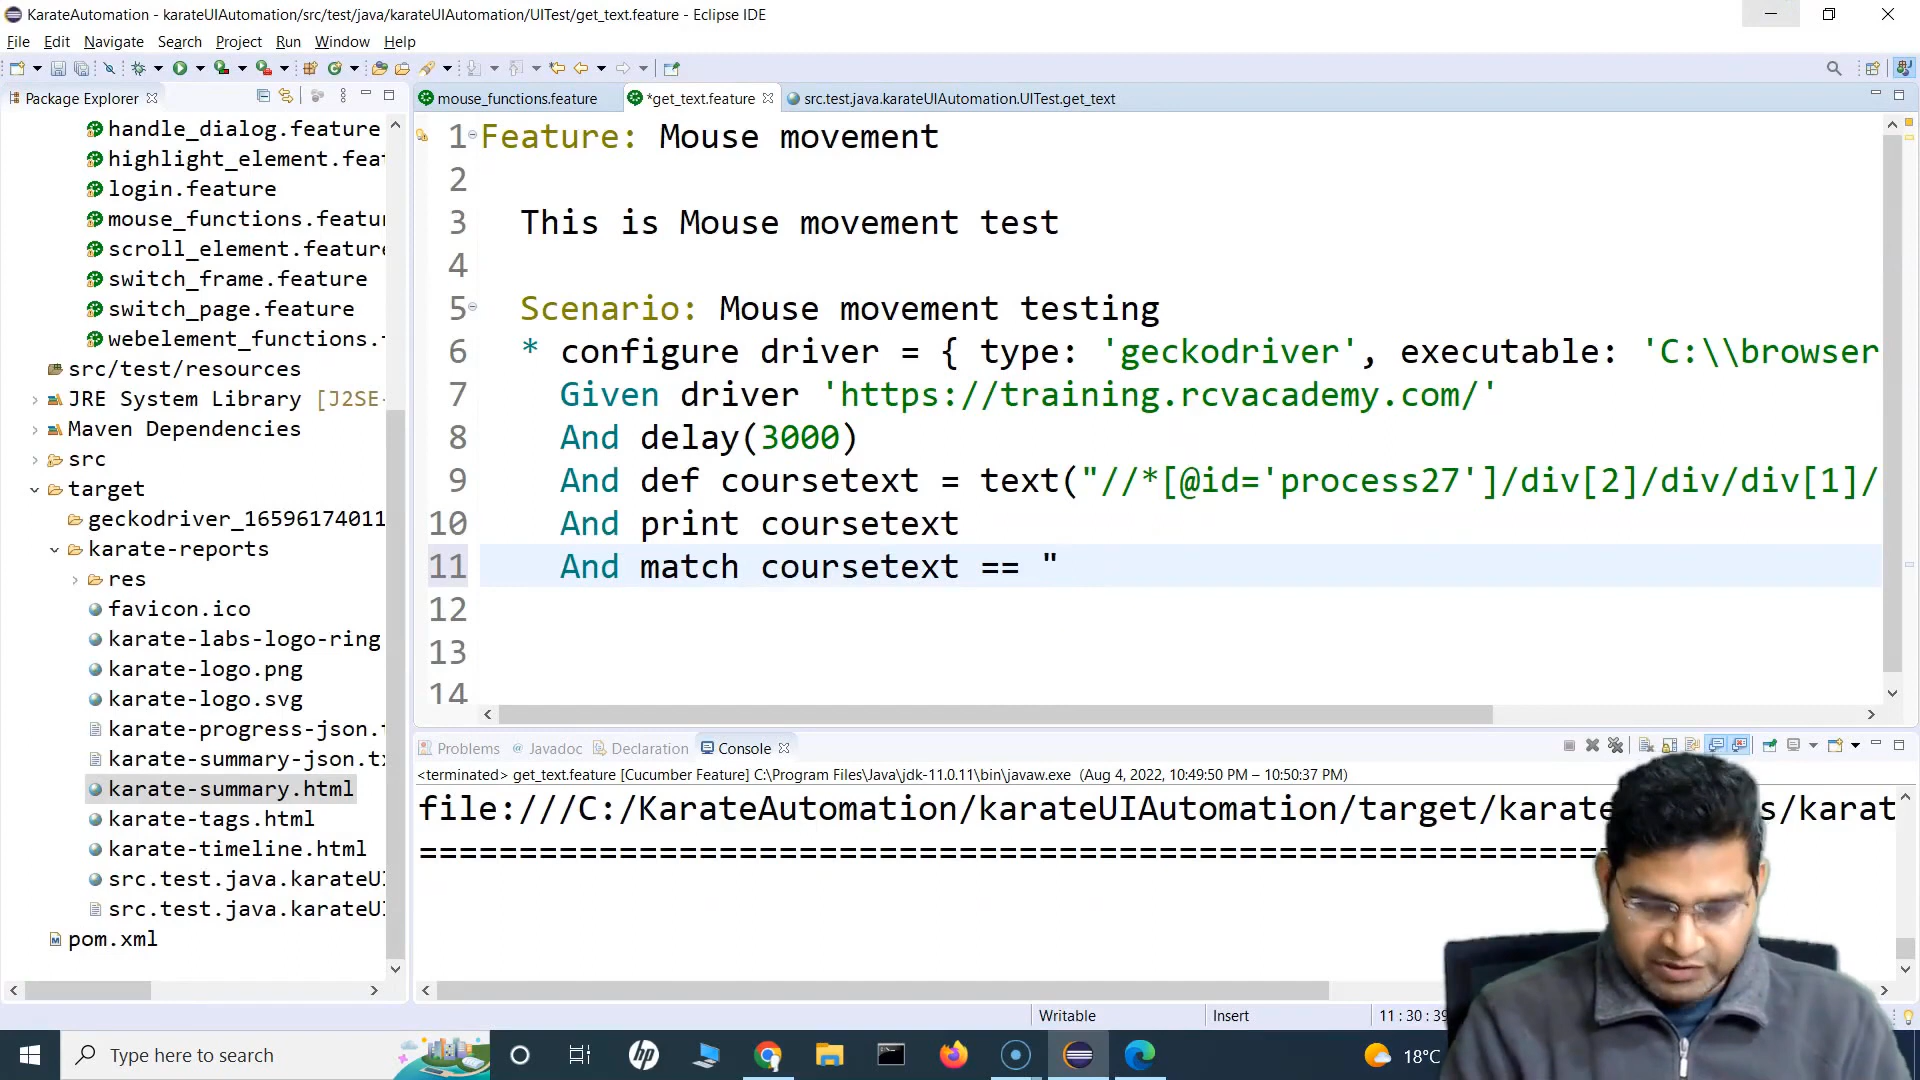 KarateAutomation - karateUIAutomation/src/test/java/karateUIAutomation/UITest/get_text.feature - Eclipse IDE
File Edit Navigate Search Project Run Window Help
Package Explorer
mouse_functions.feature
*get_text.feature
src.test.java.karateUIAutomation.UITest.get_text
handle_dialog.feature
highlight_element.fea
login.feature
mouse_functions.featu
scroll_element.feature
switch_frame.feature
switch_page.feature
webelement_functions.
src/test/resources
JRE System Library [J2SE-
Maven Dependencies
src
target
geckodriver_16596174011
karate-reports
res
favicon.ico
karate-labs-logo-ring
karate-logo.png
karate-logo.svg
karate-progress-json.t
karate-summary-json.tx
karate-summary.html
karate-tags.html
karate-timeline.html
src.test.java.karateUI
src.test.java.karateUI
pom.xml
1 Feature: Mouse movement
2
3 This is Mouse movement test
4
5 Scenario: Mouse movement testing
6 * configure driver = { type: 'geckodriver', executable: 'C:\\browser
7 Given driver 'https://training.rcvacademy.com/'
8 And delay(3000)
9 And def coursetext = text("//*[@id='process27']/div[2]/div/div[1]/
10 And print coursetext
11 And match coursetext == "
12
13
14
Problems @ Javadoc Declaration Console
<terminated> get_text.feature [Cucumber Feature] C:\Program Files\Java\jdk-11.0.11\bin\javaw.exe (Aug 4, 2022, 10:49:50 PM – 10:50:37 PM)
file:///C:/KarateAutomation/karateUIAutomation/target/karate s/karat
===========================================================
Writable Insert 11 : 30 : 39
Type here to search
hp
18°C